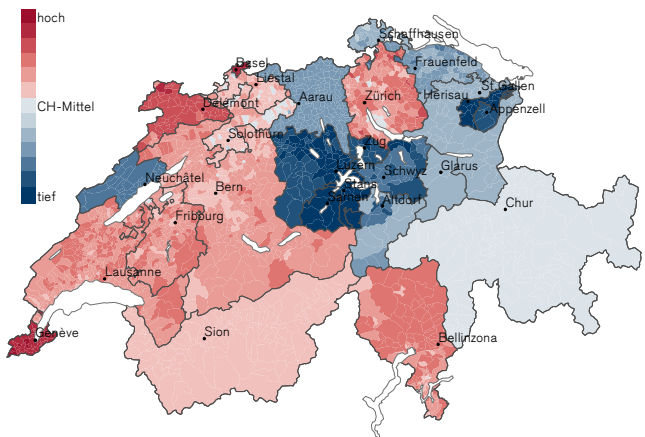 hoch
CH-Mittel
tief
Schaffhausen
Basel
Liestal
Frauenfeld
Delémont
Aarau
Zürich
Herisau
St.Gallen
Appenzell
Solothurn
Zug
Luzern
Schwyz
Glarus
Neuchâtel
Bern
Stans
Sarnen
Altdorf
Chur
Fribourg
Lausanne
Genève
Sion
Bellinzona